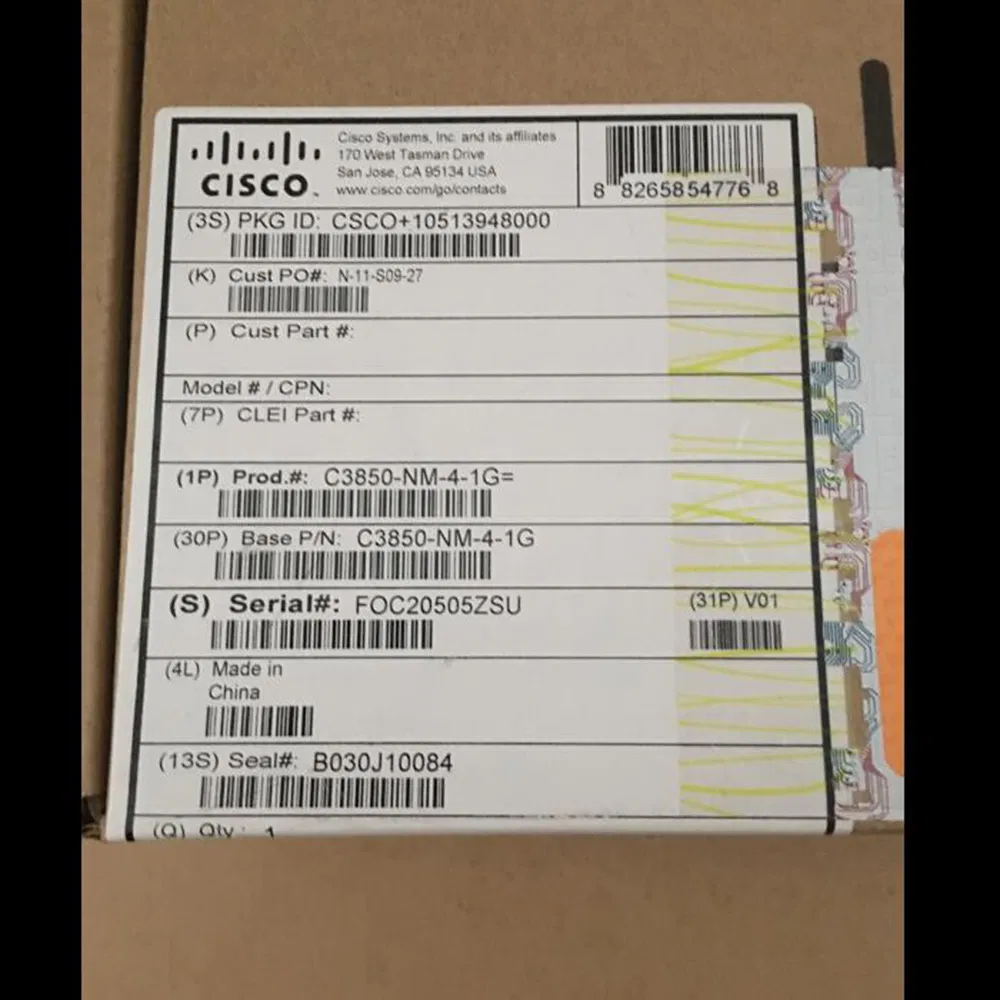 CISCO™
Cisco Systems, Inc. and its affiliates
170 West Tasman Drive
San Jose, CA 95134 USA
www.cisco.com/go/contacts
8 8265854776 8
(3S) PKG ID: CSCO+10513948000
(K) Cust PO#: N-11-S09-27
(P) Cust Part #:
Model # / CPN:
(7P) CLEI Part #:
(1P) Prod.#: C3850-NM-4-1G=
(30P) Base P/N: C3850-NM-4-1G
(S) Serial#: FOC20505ZSU
(31P) V01
(4L) Made in
China
(13S) Seal#: B030J10084
(Q) Qty : 1